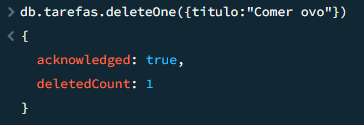 > db.tarefas.deleteOne({titulo:"Comer ovo"})
< {
acknowledged: true,
deletedCount: 1
}